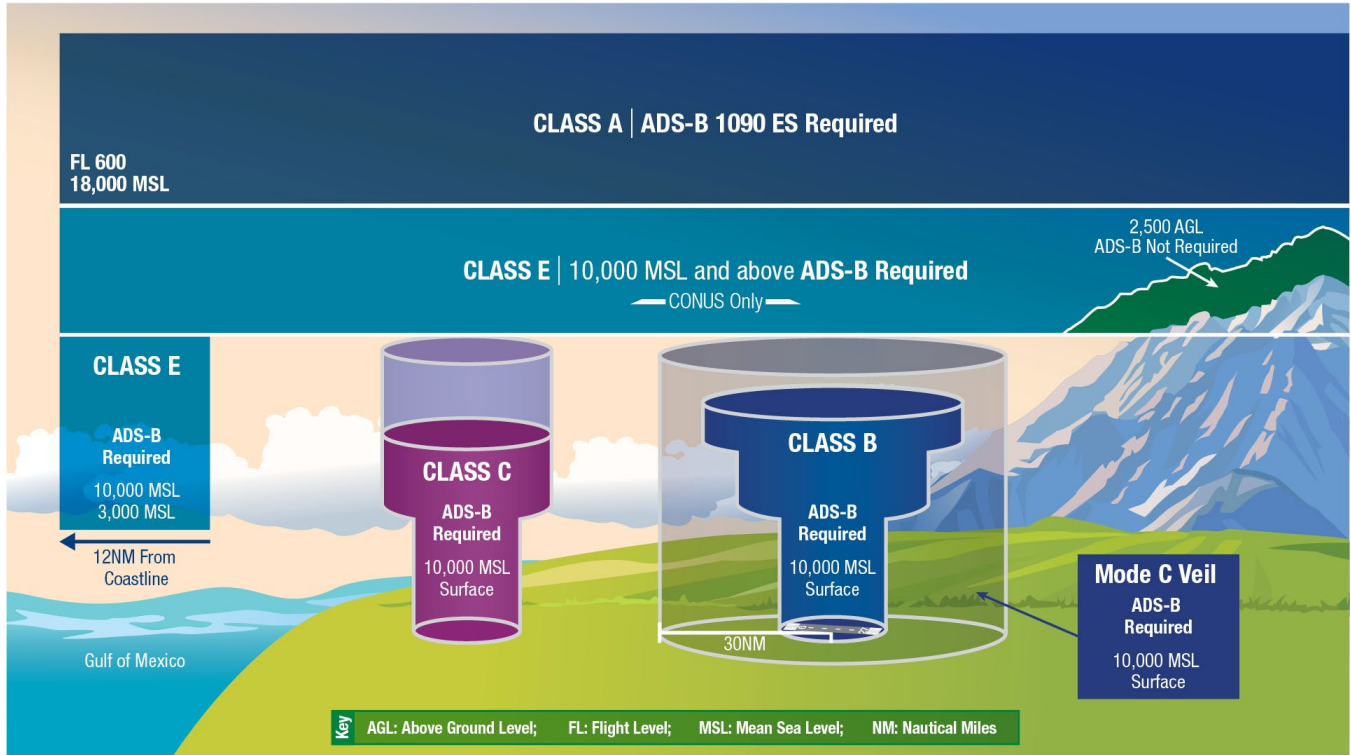 CLASS A | ADS-B 1090 ES Required
FL 600
18,000 MSL
2,500 AGL
ADS-B Not Required
CLASS E | 10,000 MSL and above ADS-B Required
CONUS Only
CLASS E
ADS-B
Required
10,000 MSL
3,000 MSL
12NM From
Coastline
Gulf of Mexico
CLASS C
ADS-B
Required
10,000 MSL
Surface
CLASS B
ADS-B
Required
10,000 MSL
Surface
30NM
Mode C Veil
ADS-B
Required
10,000 MSL
Surface
Key
AGL: Above Ground Level; FL: Flight Level; MSL: Mean Sea Level; NM: Nautical Miles